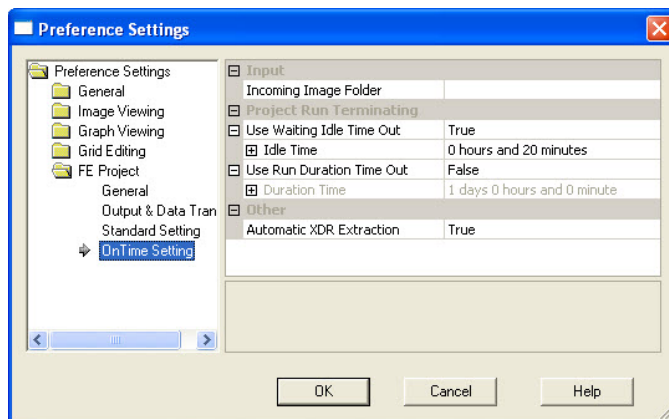 Preference Settings
Preference Settings
General
Image Viewing
Graph Viewing
Grid Editing
FE Project
General
Output & Data Tran
Standard Setting
OnTime Setting
Input
Incoming Image Folder
Project Run Terminating
Use Waiting Idle Time Out True
Idle Time 0 hours and 20 minutes
Use Run Duration Time Out False
Duration Time 1 days 0 hours and 0 minute
Other
Automatic XDR Extraction True
OK Cancel Help